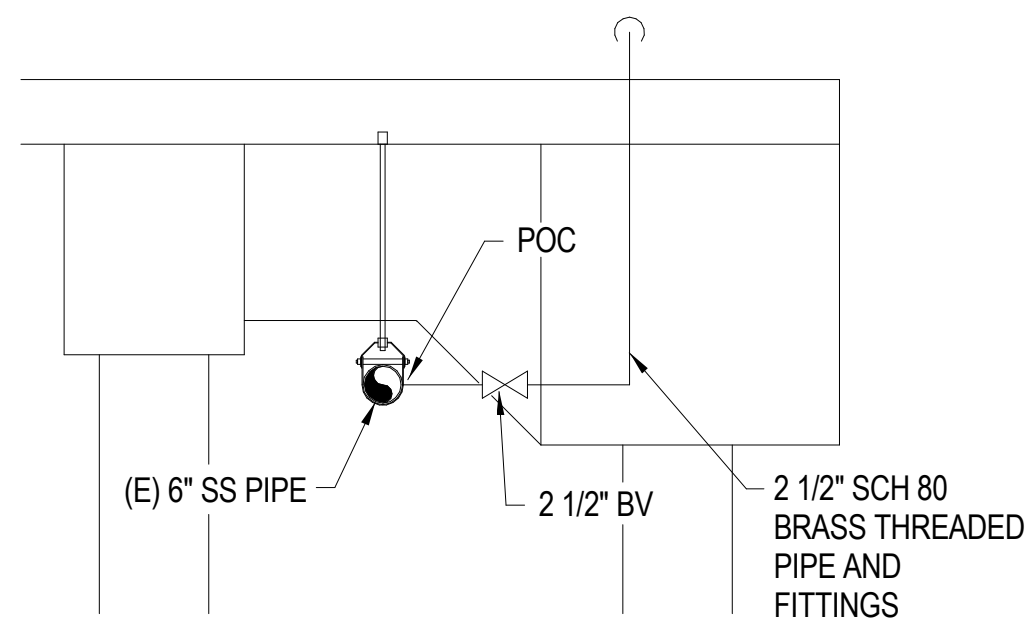 POC
(E) 6" SS PIPE
2 1/2" BV
2 1/2" SCH 80
BRASS THREADED
PIPE AND
FITTINGS